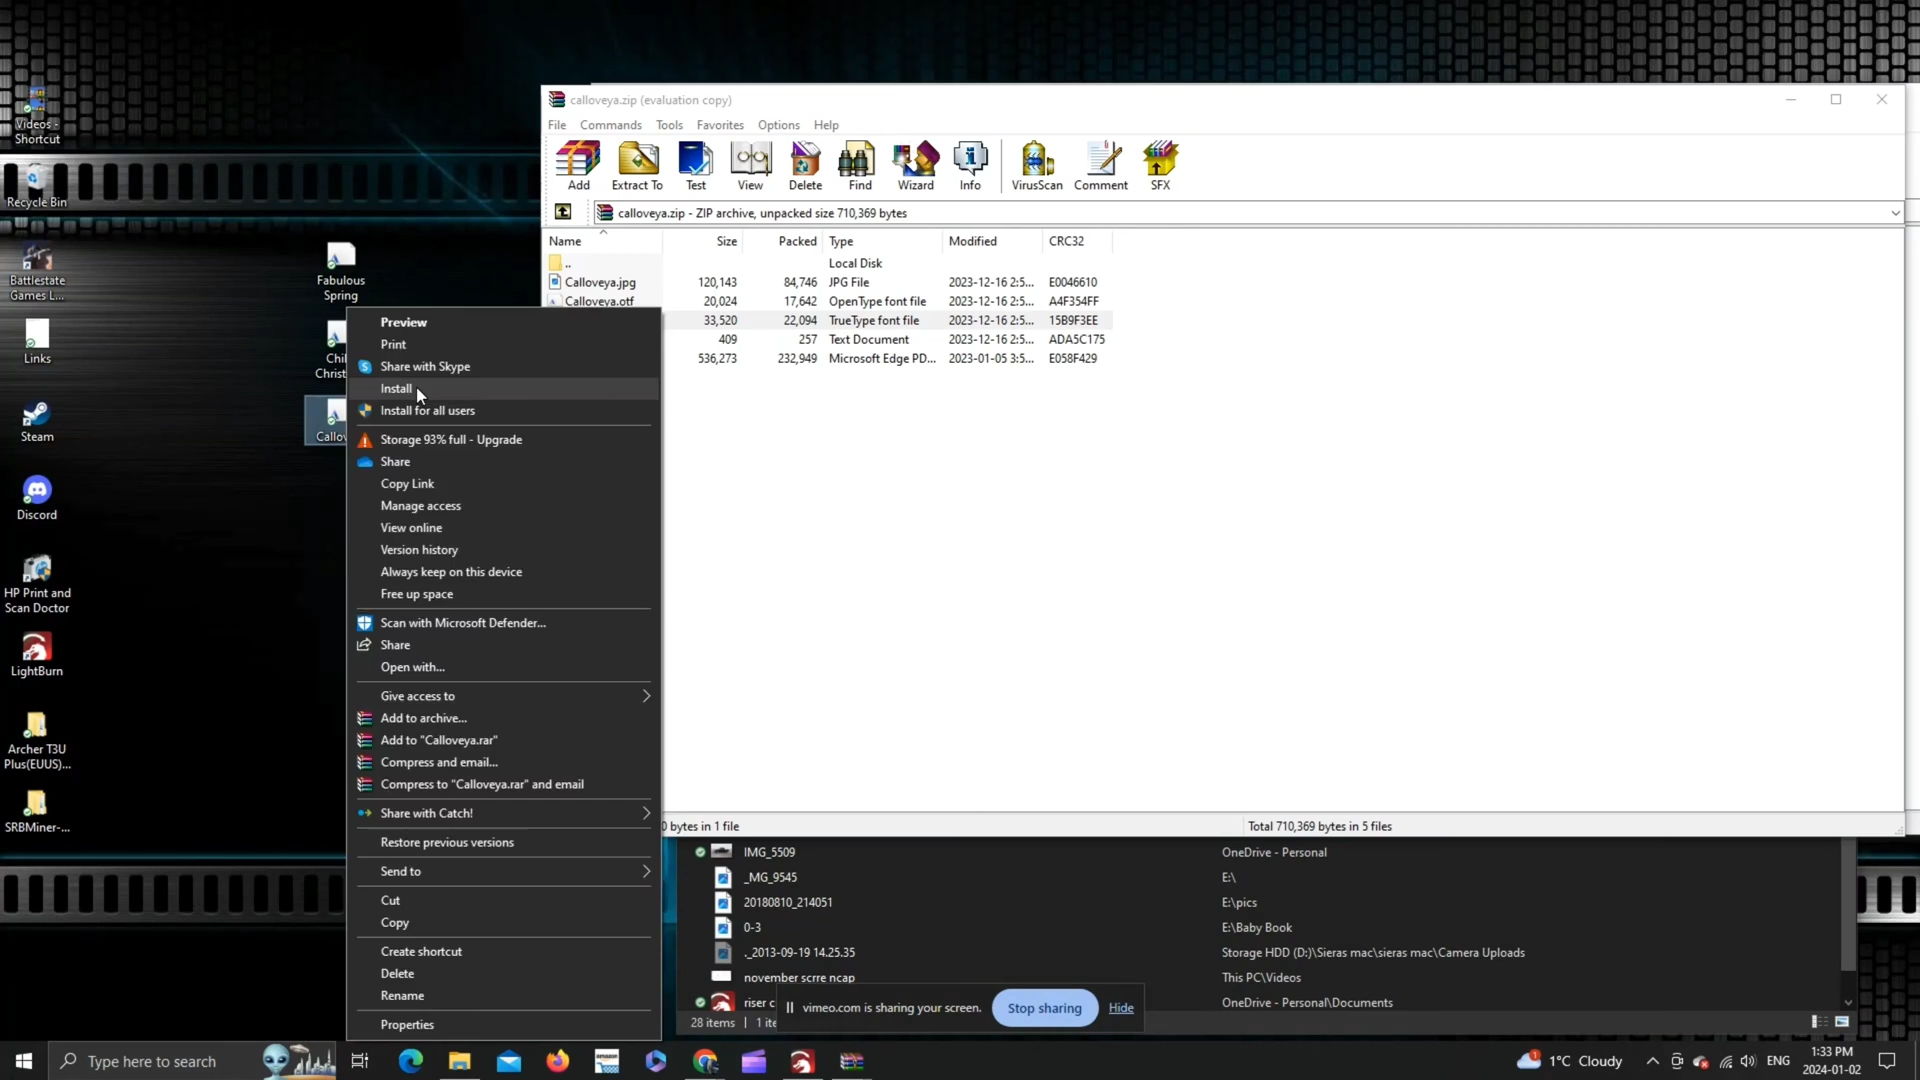 Videos -
Shortcut
Recycle Bin
Battlestate
Games L...
Links
Steam
Discord
HP Print and
Scan Doctor
LightBurn
Archer T3U
Plus(EUUS)...
SRBMiner-...
Fabulous
Spring
Chil
Christ
Callov
calloveya.zip (evaluation copy)
File Commands Tools Favorites Options Help
Add Extract To Test View Delete Find Wizard Info VirusScan Comment SFX
calloveya.zip - ZIP archive, unpacked size 710,369 bytes
Name Size Packed Type Modified CRC32
.. Local Disk
Calloveya.jpg 120,143 84,746 JPG File 2023-12-16 2:5... E0046610
Calloveya.otf 20,024 17,642 OpenType font file 2023-12-16 2:5... A4F354FF
33,520 22,094 TrueType font file 2023-12-16 2:5... 15B9F3EE
409 257 Text Document 2023-12-16 2:5... ADA5C175
536,273 232,949 Microsoft Edge PD... 2023-01-05 3:5... E058F429
Preview
Print
Share with Skype
Install
Install for all users
Storage 93% full - Upgrade
Share
Copy Link
Manage access
View online
Version history
Always keep on this device
Free up space
Scan with Microsoft Defender...
Share
Open with...
Give access to
Add to archive...
Add to "Calloveya.rar"
Compress and email...
Compress to "Calloveya.rar" and email
Share with Catch!
Restore previous versions
Send to
Cut
Copy
Create shortcut
Delete
Rename
Properties
0 bytes in 1 file Total 710,369 bytes in 5 files
IMG_5509 OneDrive - Personal
_MG_9545 E:\
20180810_214051 E:\pics
0-3 E:\Baby Book
._2013-09-19 14.25.35 Storage HDD (D:)\Sieras mac\sieras mac\Camera Uploads
november scrre ncap This PC\Videos
riser c OneDrive - Personal\Documents
28 items 1 ite
vimeo.com is sharing your screen. Stop sharing Hide
Type here to search
amazon
1
1°C Cloudy
ENG
1:33 PM
2024-01-02